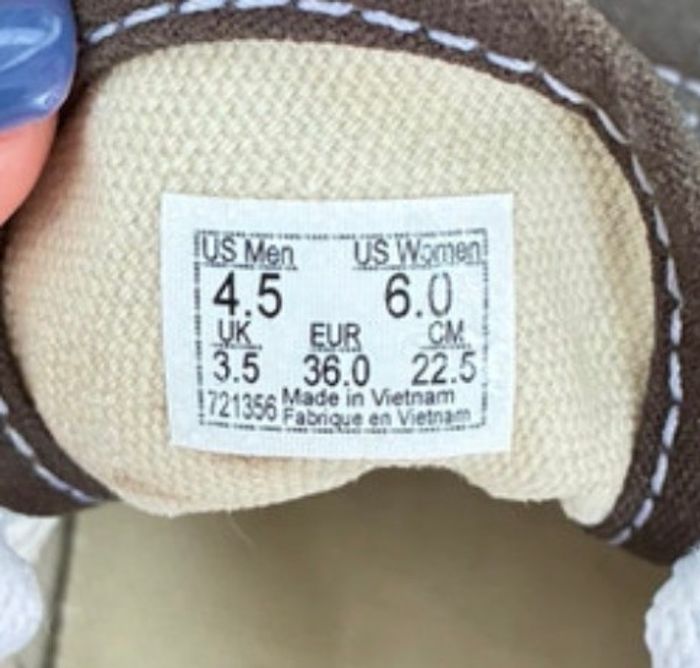 US Men US Women
4.5 6.0
UK EUR CM
3.5 36.0 22.5
721356 Made in Vietnam
Fabrique en Vietnam